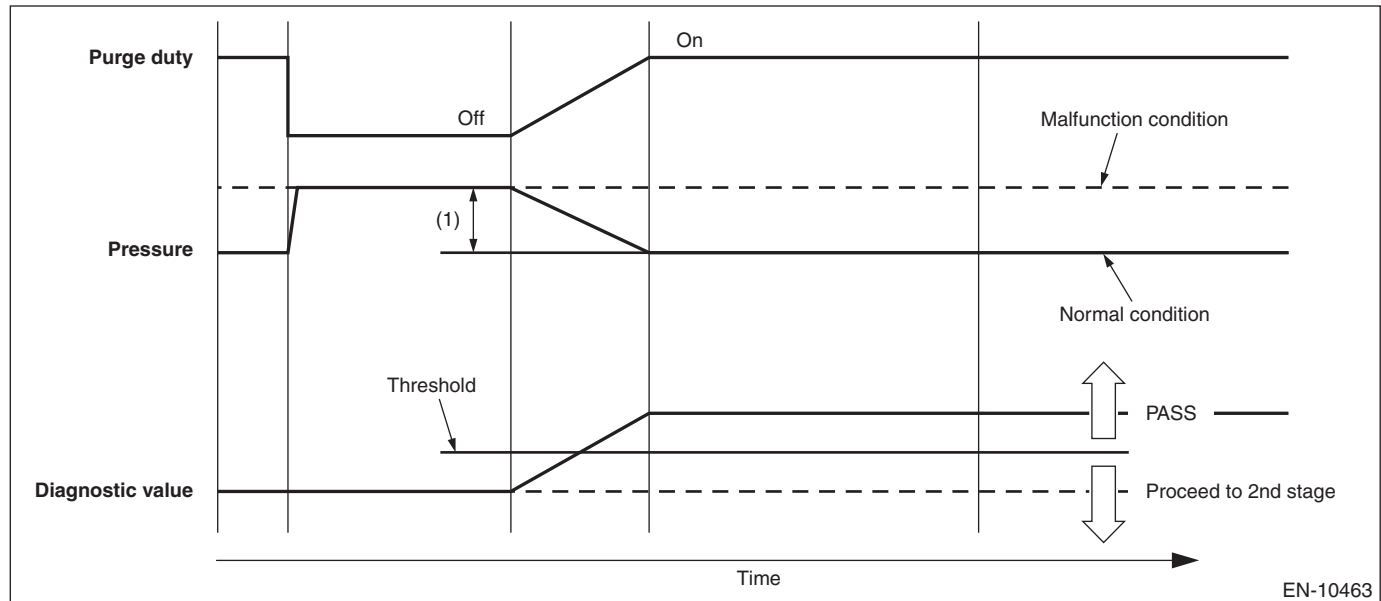 On
Purge duty
Off
Malfunction condition
(1)
Pressure
Normal condition
Threshold
PASS
Diagnostic value
Proceed to 2nd stage
Time
EN-10463